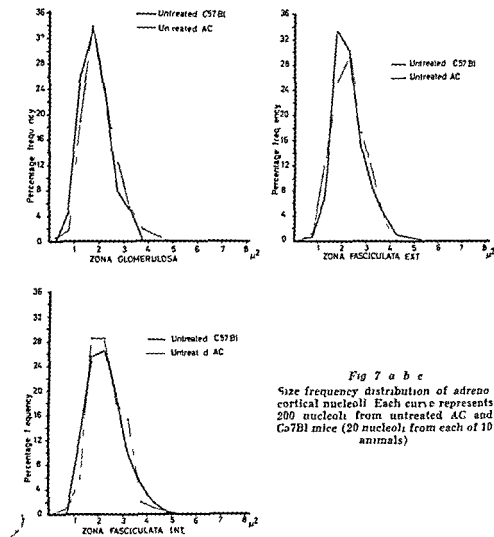 Untreated C57Bl
Untreated AC
Percentage frequency
36
32
28
24
20
16
12
8
4
0
1 2 3 4 5 6 7 8 μ²
ZONA GLOMERULOSA
Untreated C57Bl
Untreated AC
Percentage freq ency
36
32
28
24
20
16
12
8
4
0
1 2 3 4 5 6 7 8 μ²
ZONA FASCICULATA EXT
Untreated C57Bl
Untreat d AC
Percentage frequency
36
32
28
24
20
16
12
8
4
0
1 2 3 4 5 6 7 8 μ²
ZONA FASCICULATA INT
Fig 7 a b c
Size frequency distribution of adreno
cortical nucleoli Each curve represents
200 nucleoli from untreated AC and
Ca7Bl mice (20 nucleoli from each of 10
animals)